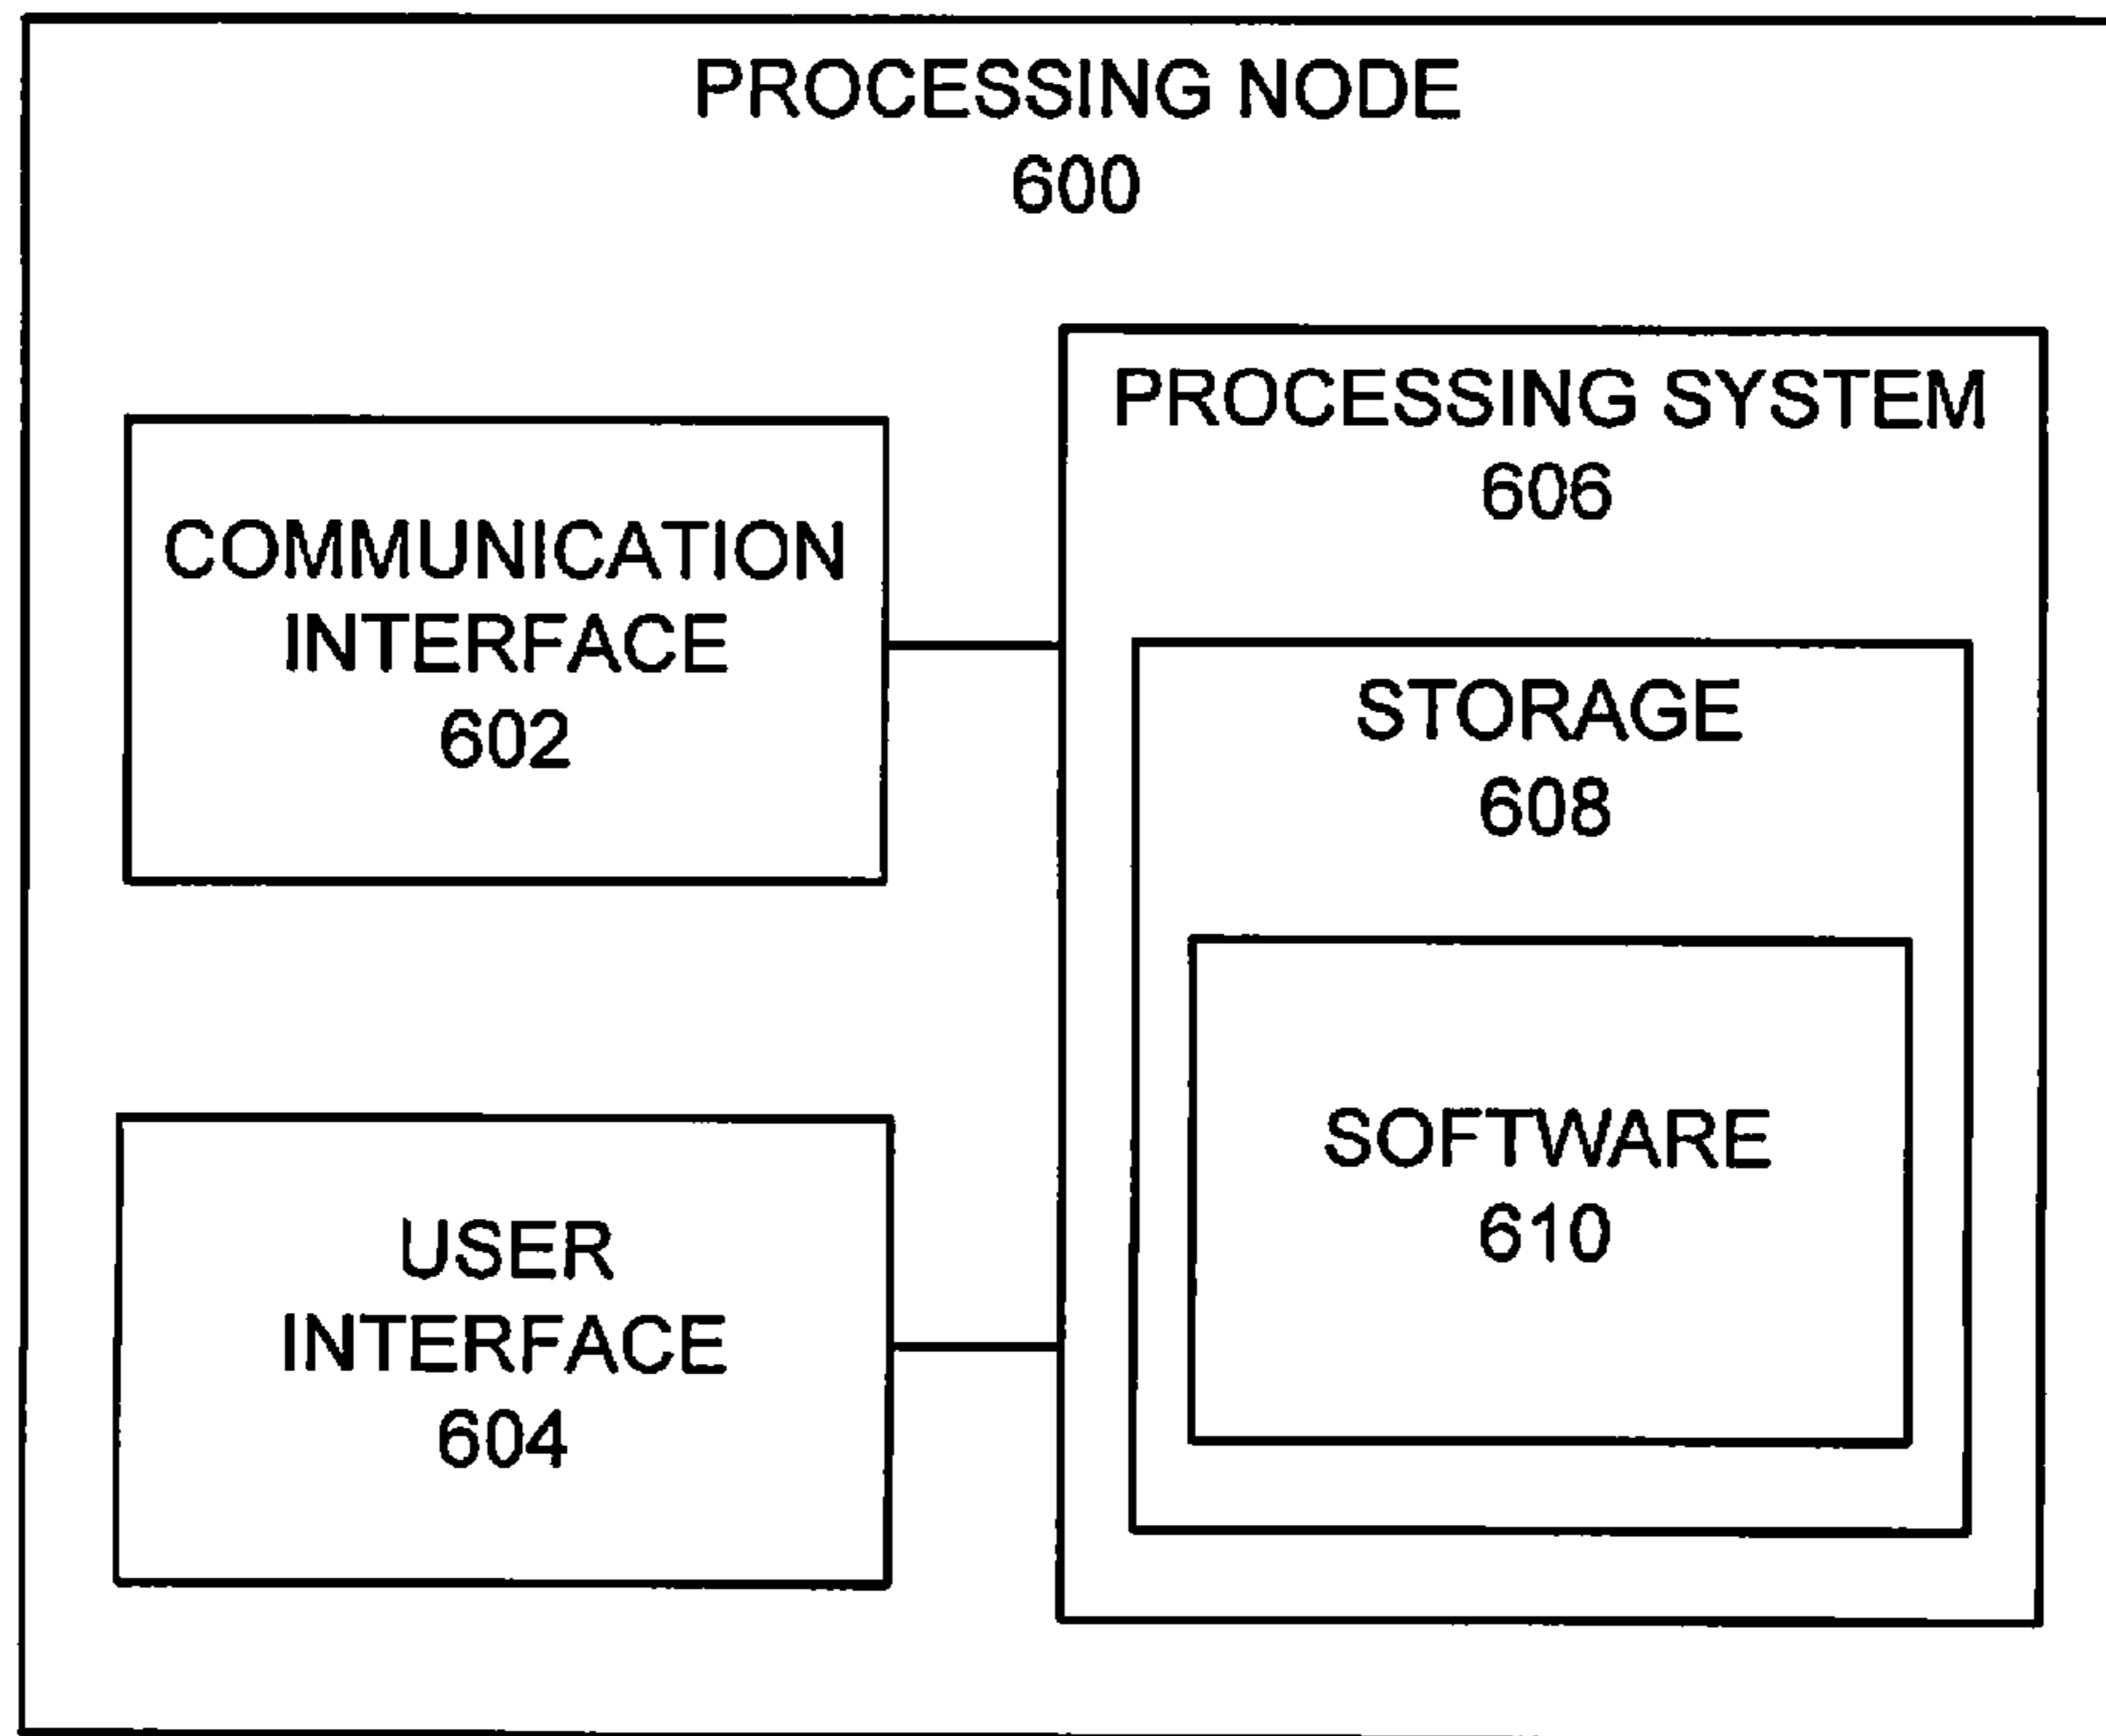 PROCESSING NODE
600
COMMUNICATION
INTERFACE
602
USER
INTERFACE
604
PROCESSING SYSTEM
606
STORAGE
608
SOFTWARE
610